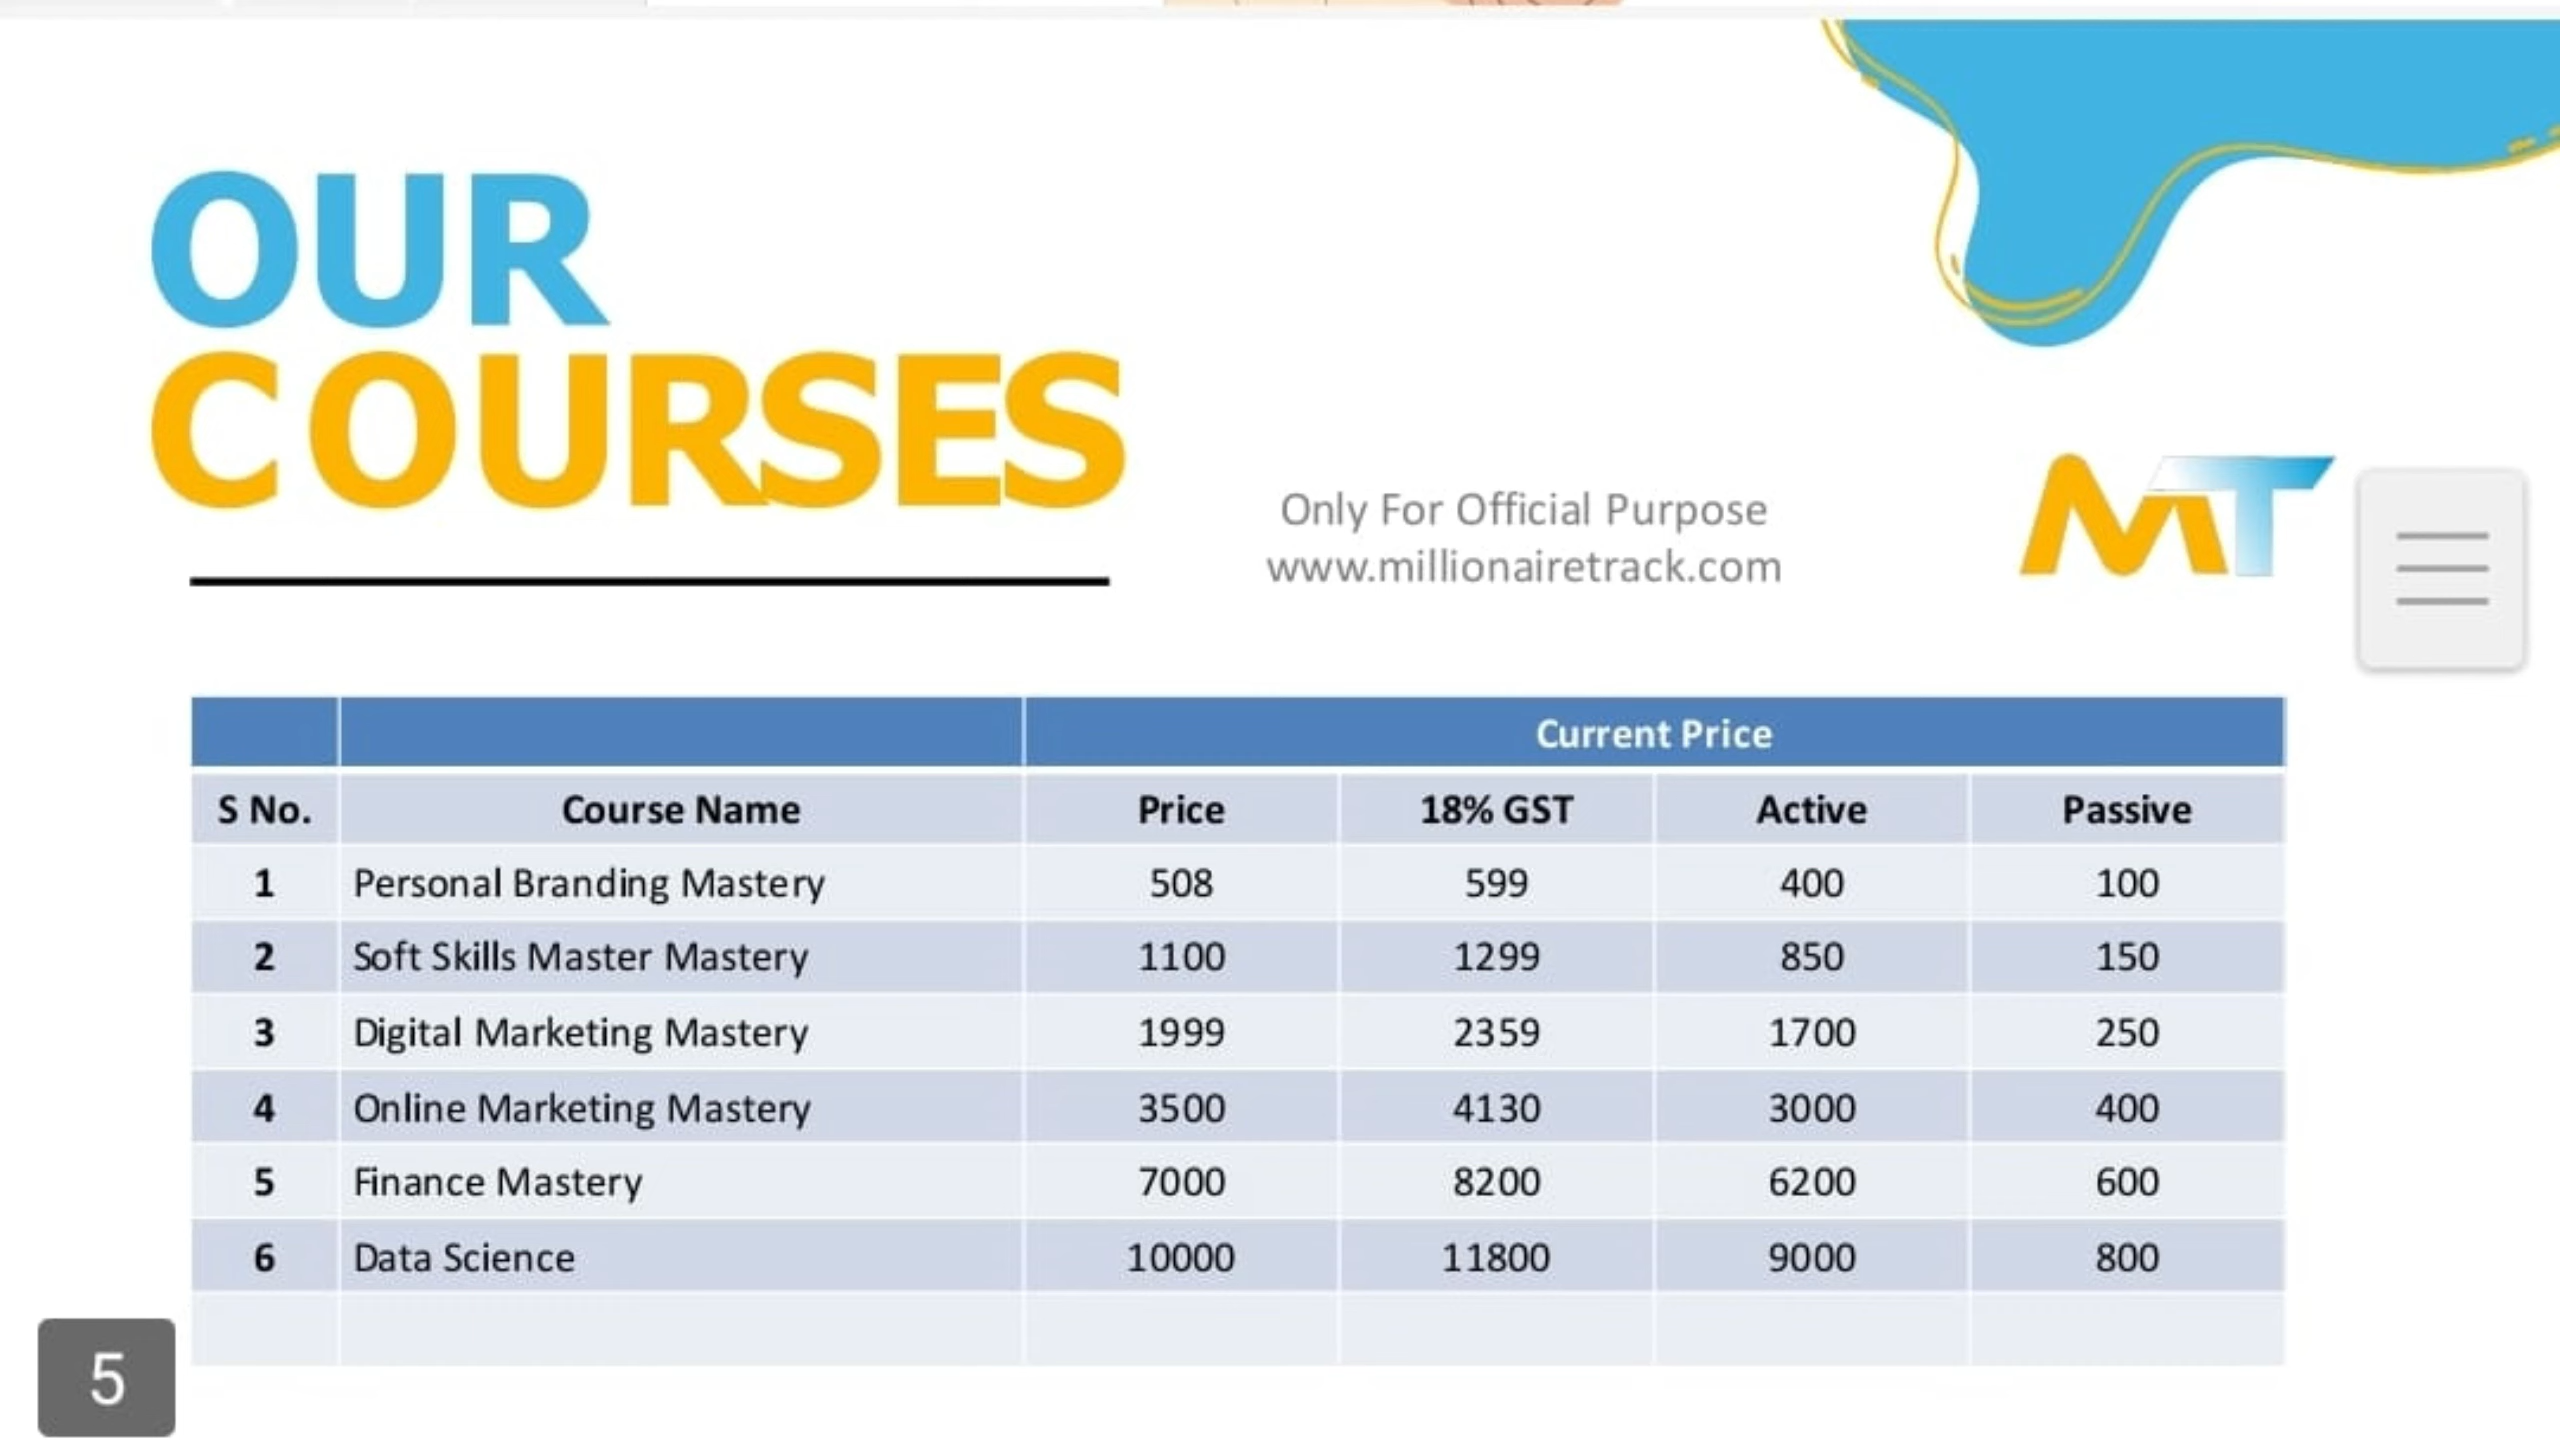 OUR
COURSES
Only For Official Purpose
www.millionairetrack.com
MT
Current Price
S No. Course Name Price 18% GST Active Passive
1 Personal Branding Mastery 508 599 400 100
2 Soft Skills Master Mastery 1100 1299 850 150
3 Digital Marketing Mastery 1999 2359 1700 250
4 Online Marketing Mastery 3500 4130 3000 400
5 Finance Mastery 7000 8200 6200 600
6 Data Science 10000 11800 9000 800
5